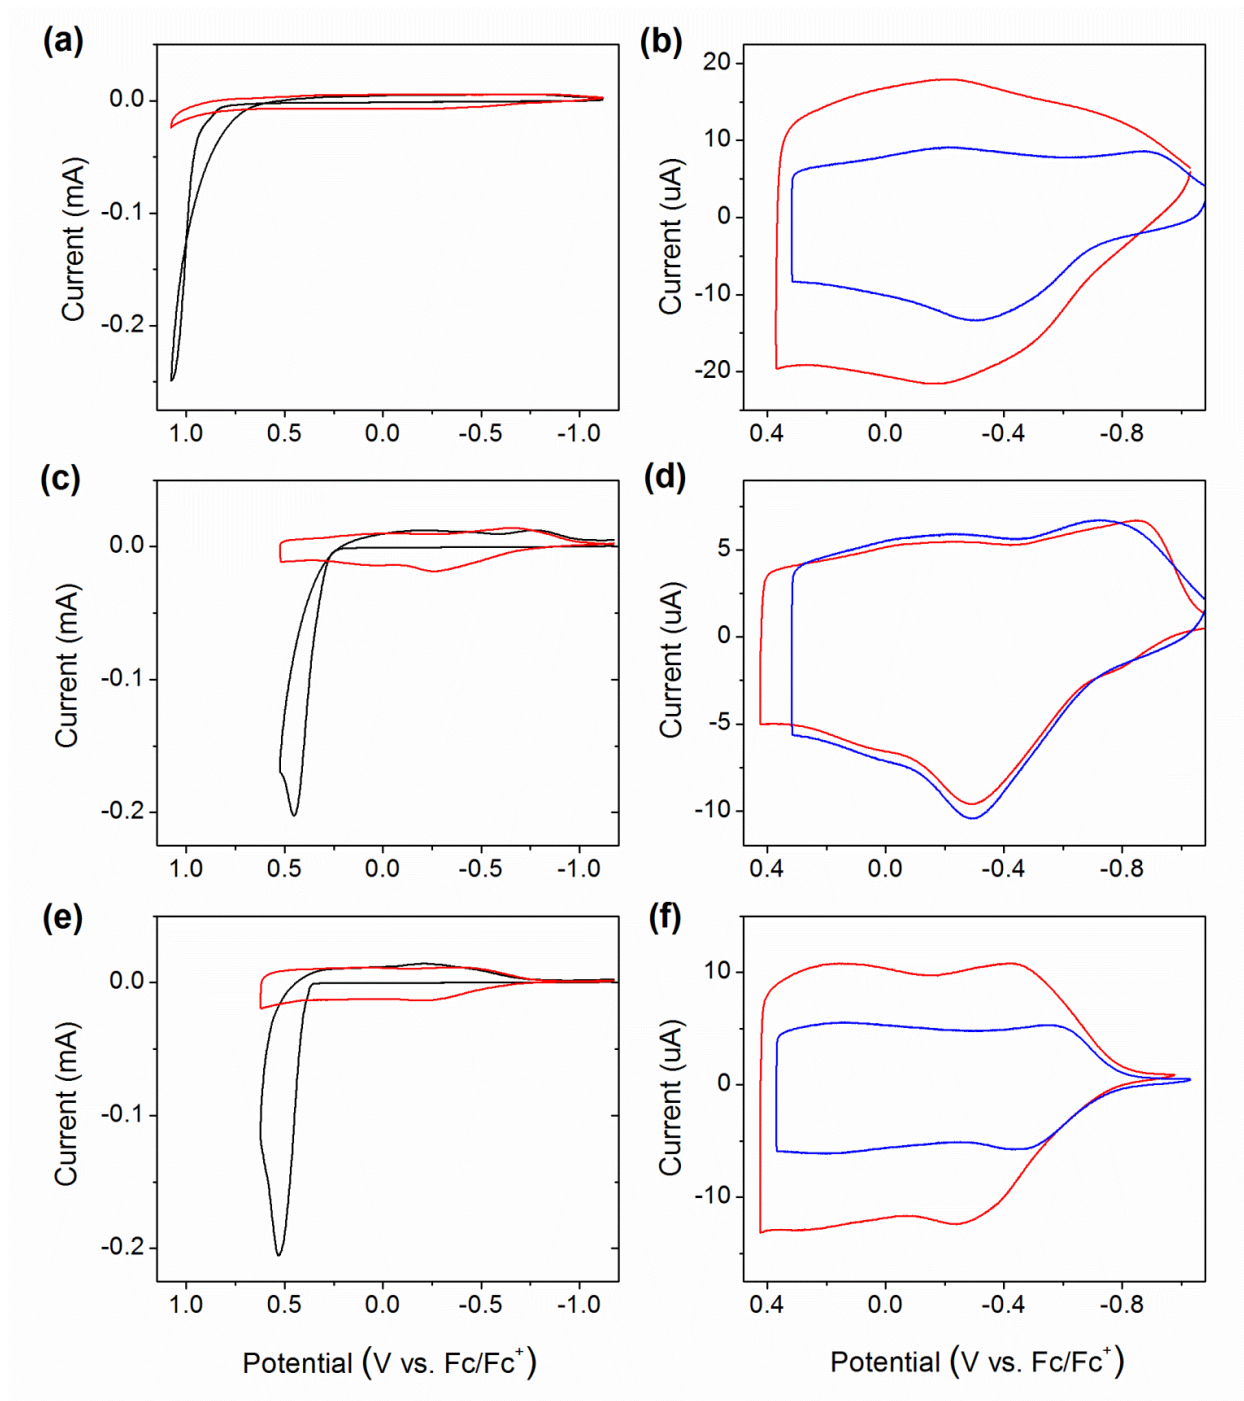 (a)
(b)
0.0
-0.1
-0.2
Current (mA)
1.0 0.5 0.0 -0.5 -1.0
20
10
0
-10
-20
Current (uA)
0.4 0.0 -0.4 -0.8
(c)
(d)
0.0
-0.1
-0.2
Current (mA)
1.0 0.5 0.0 -0.5 -1.0
5
0
-5
-10
Current (uA)
0.4 0.0 -0.4 -0.8
(e)
(f)
0.0
-0.1
-0.2
Current (mA)
1.0 0.5 0.0 -0.5 -1.0
Potential (V vs. Fc/Fc⁺)
10
0
-10
Current (uA)
0.4 0.0 -0.4 -0.8
Potential (V vs. Fc/Fc⁺)